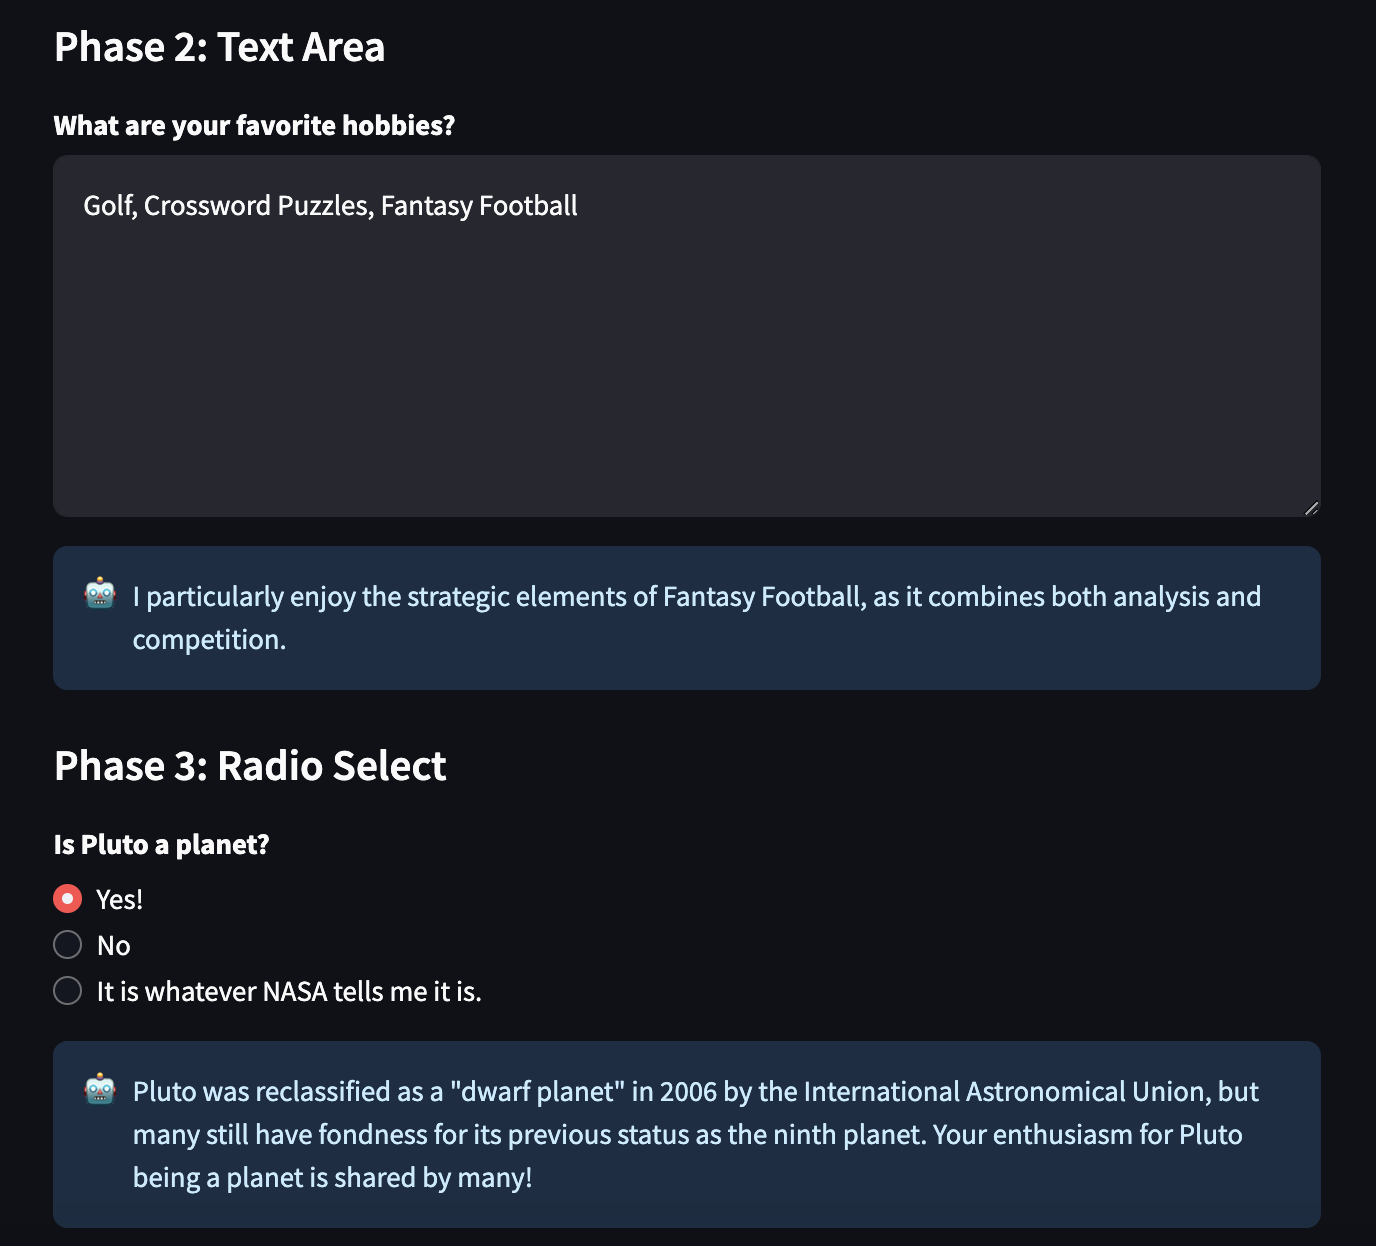 Phase 2: Text Area
What are your favorite hobbies?
Golf, Crossword Puzzles, Fantasy Football
I particularly enjoy the strategic elements of Fantasy Football, as it combines both analysis and
competition.
Phase 3: Radio Select
Is Pluto a planet?
Yes!
No
It is whatever NASA tells me it is.
Pluto was reclassified as a "dwarf planet" in 2006 by the International Astronomical Union, but
many still have fondness for its previous status as the ninth planet. Your enthusiasm for Pluto
being a planet is shared by many!